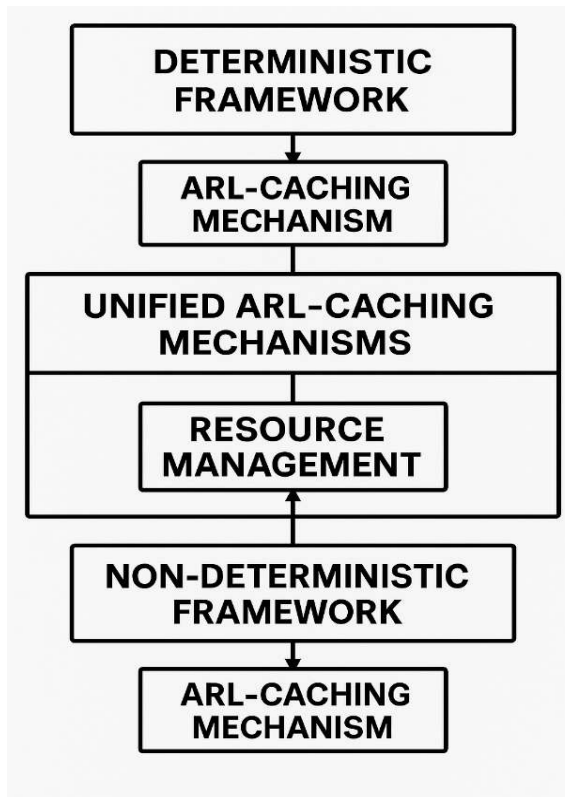 DETERMINISTIC
FRAMEWORK
ARL-CACHING
MECHANISM
UNIFIED ARL-CACHING
MECHANISMS
RESOURCE
MANAGEMENT
NON-DETERMINISTIC
FRAMEWORK
ARL-CACHING
MECHANISM